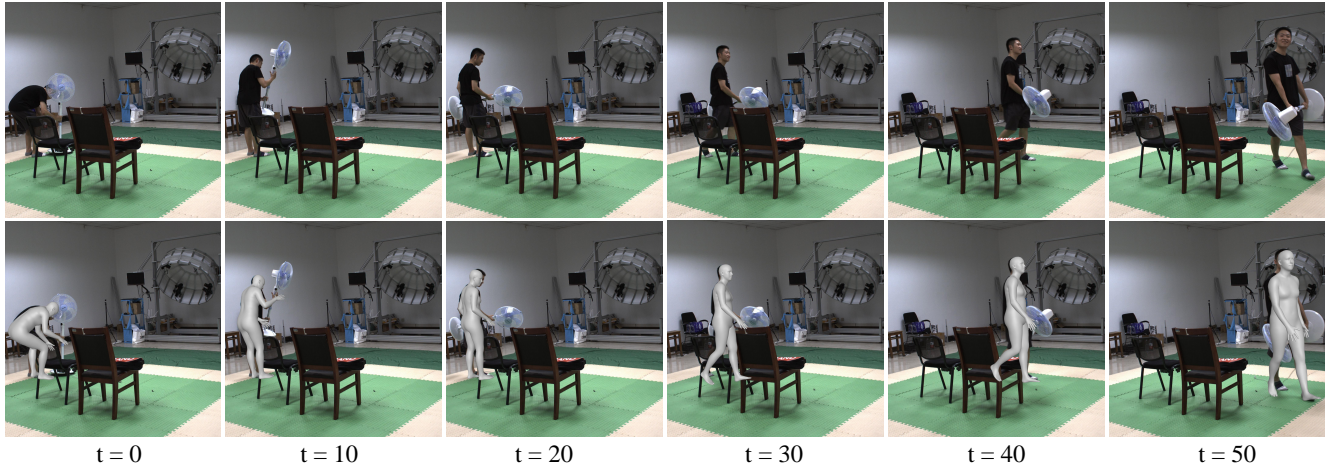 t = 0
t = 10
t = 20
t = 30
t = 40
t = 50